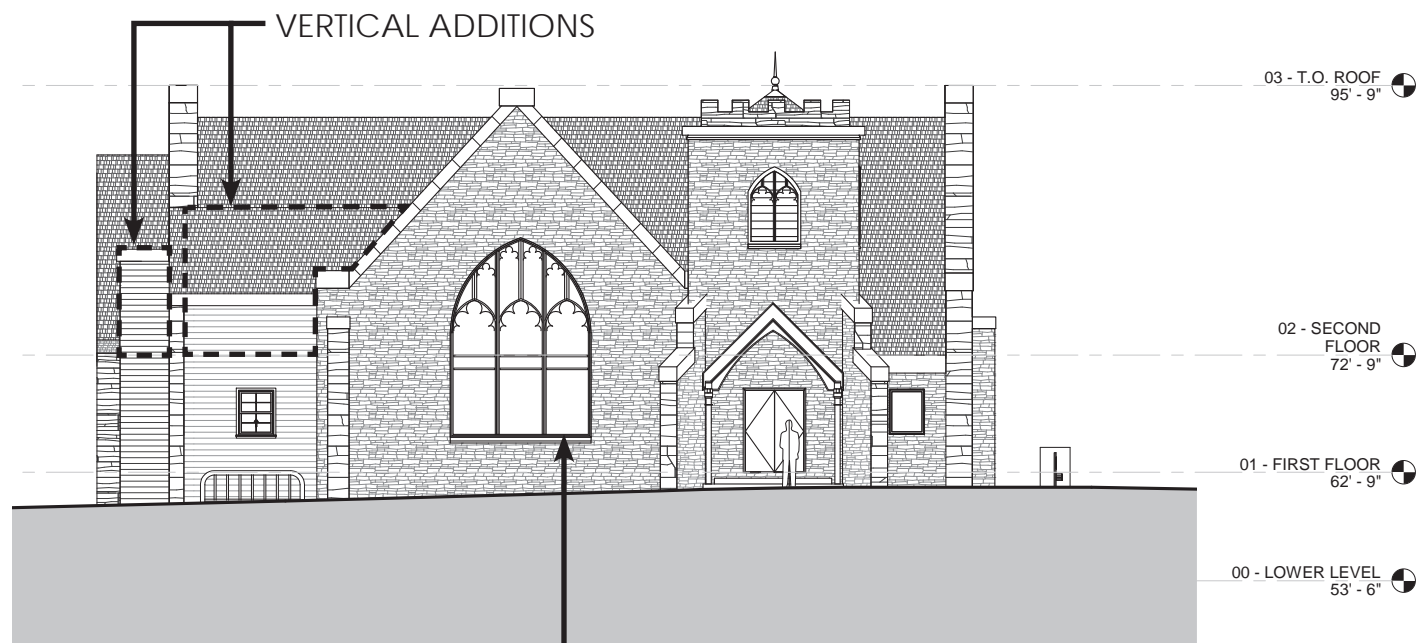 VERTICAL ADDITIONS
03 - T.O. ROOF
95' - 9"
02 - SECOND
FLOOR
72' - 9"
01 - FIRST FLOOR
62' - 9"
00 - LOWER LEVEL
53' - 6"